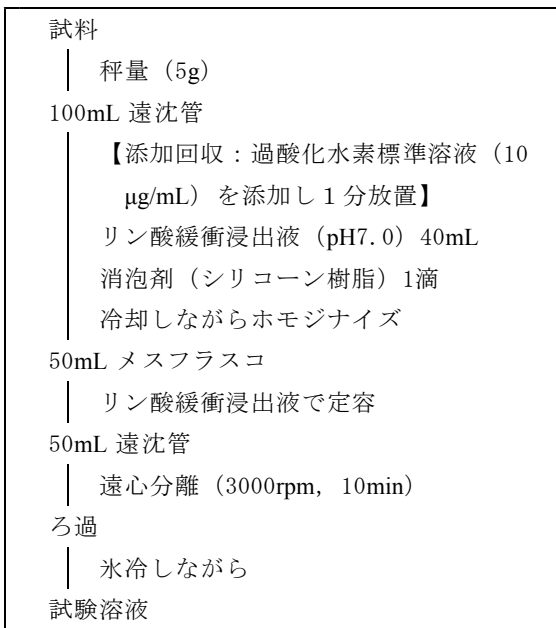 試料
秤量（5g）
100mL 遠沈管
【添加回収：過酸化水素標準溶液（10
μg/mL）を添加し１分放置】
リン酸緩衝浸出液（pH7.0）40mL
消泡剤（シリコーン樹脂）1滴
冷却しながらホモジナイズ
50mL メスフラスコ
リン酸緩衝浸出液で定容
50mL 遠沈管
遠心分離（3000rpm, 10min）
ろ過
氷冷しながら
試験溶液